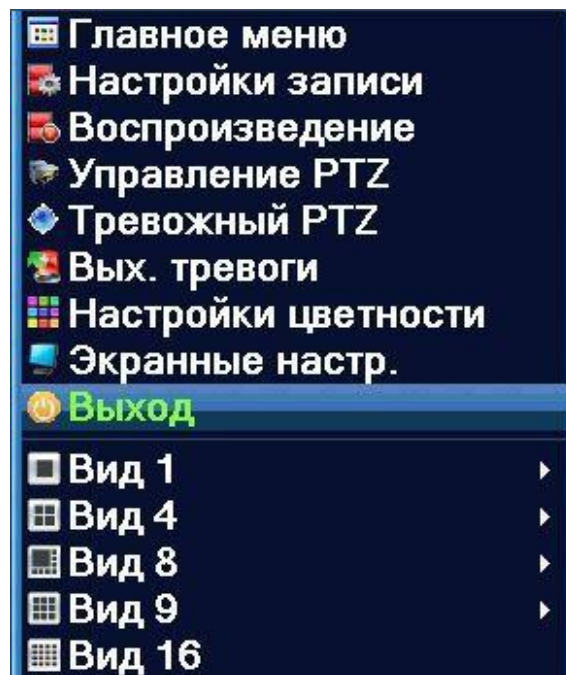 Главное меню
Настройки записи
Воспроизведение
Управление PTZ
Тревожный PTZ
Вых. тревоги
Настройки цветности
Экранные настр.
Выход
Вид 1
Вид 4
Вид 8
Вид 9
Вид 16